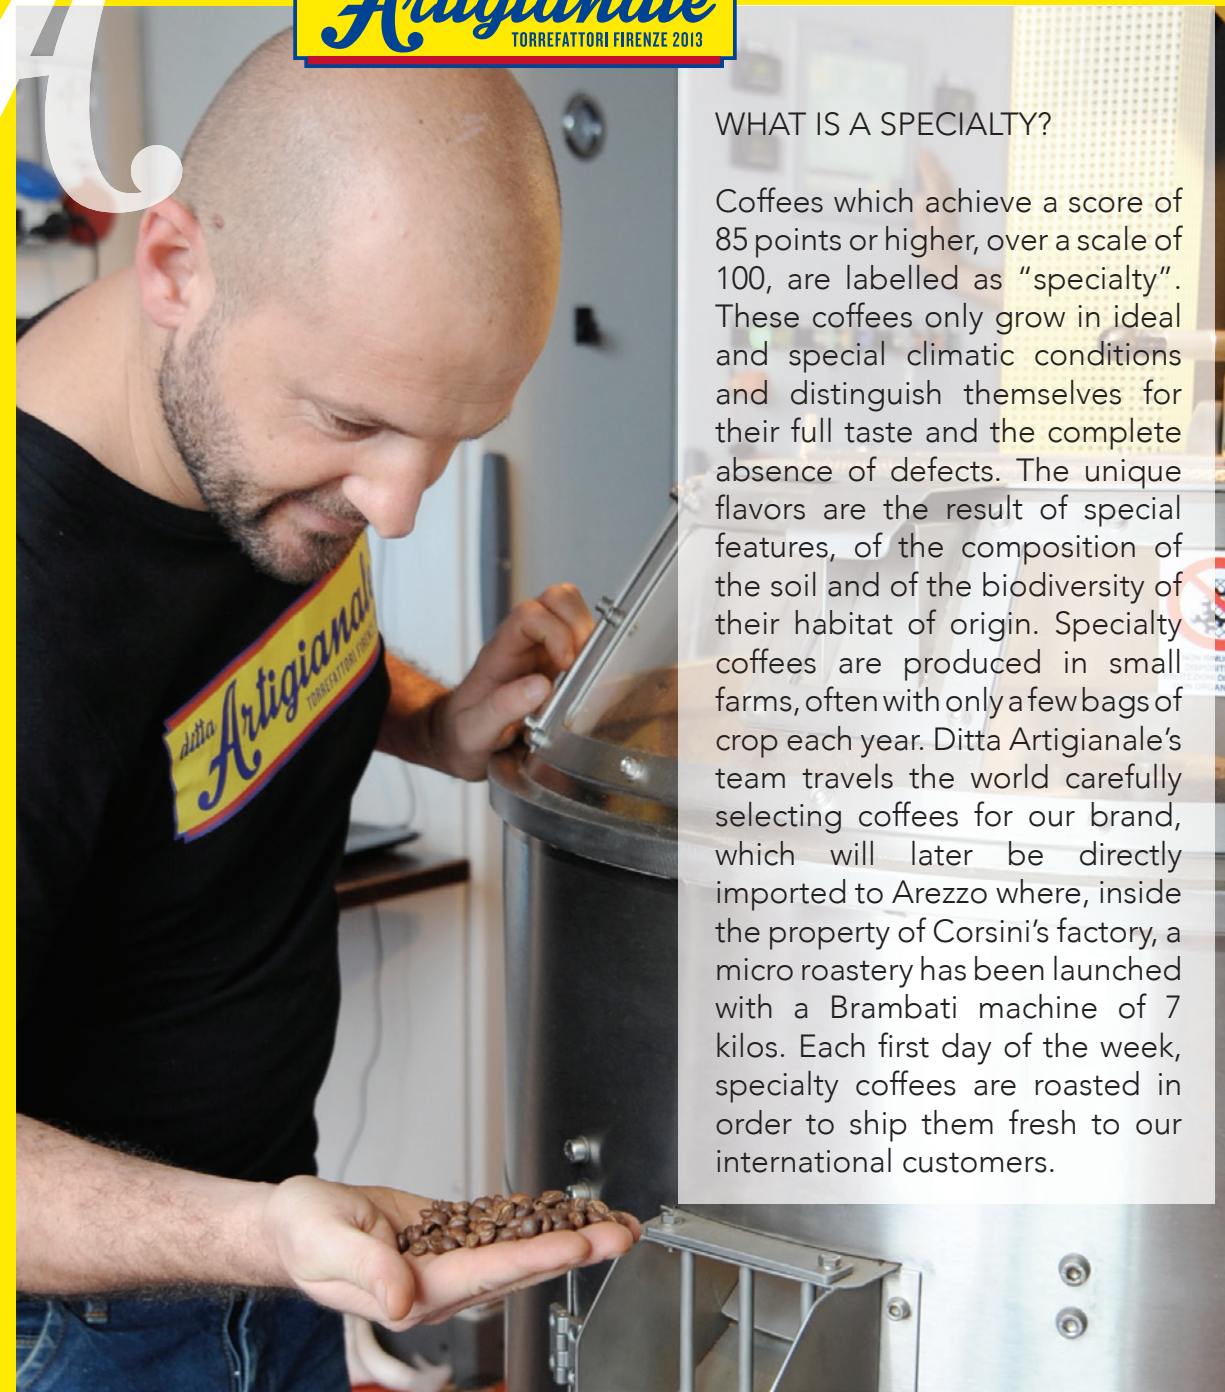 Artigianale
TORREFATTORI FIRENZE 2013
WHAT IS A SPECIALTY?
Coffees which achieve a score of
85 points or higher, over a scale of
100, are labelled as “specialty”.
These coffees only grow in ideal
and special climatic conditions
and distinguish themselves for
their full taste and the complete
absence of defects. The unique
flavors are the result of special
features, of the composition of
the soil and of the biodiversity of
their habitat of origin. Specialty
coffees are produced in small
farms, often with only a few bags of
crop each year. Ditta Artigianale’s
team travels the world carefully
selecting coffees for our brand,
which will later be directly
imported to Arezzo where, inside
the property of Corsini’s factory, a
micro roastery has been launched
with a Brambati machine of 7
kilos. Each first day of the week,
specialty coffees are roasted in
order to ship them fresh to our
international customers.
ditta
Artigianale
TORREFATTORI FIRENZE